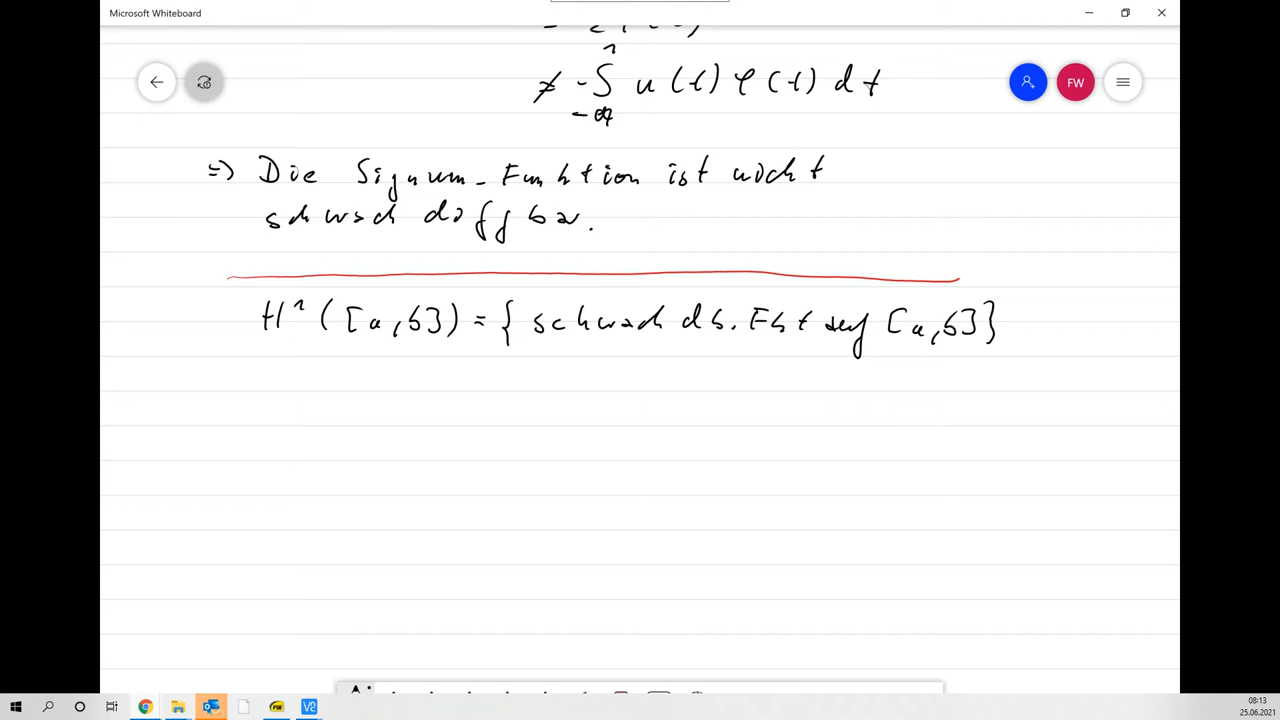 Microsoft Whiteboard
FW
≠ -∫ u(t) φ(t) dt
⇒ Die Signum-Funktion ist nicht
schwach diffbar.
H¹([a,b]) = { schwach db. Fkt auf [a,b]}
08:13
25.06.2021